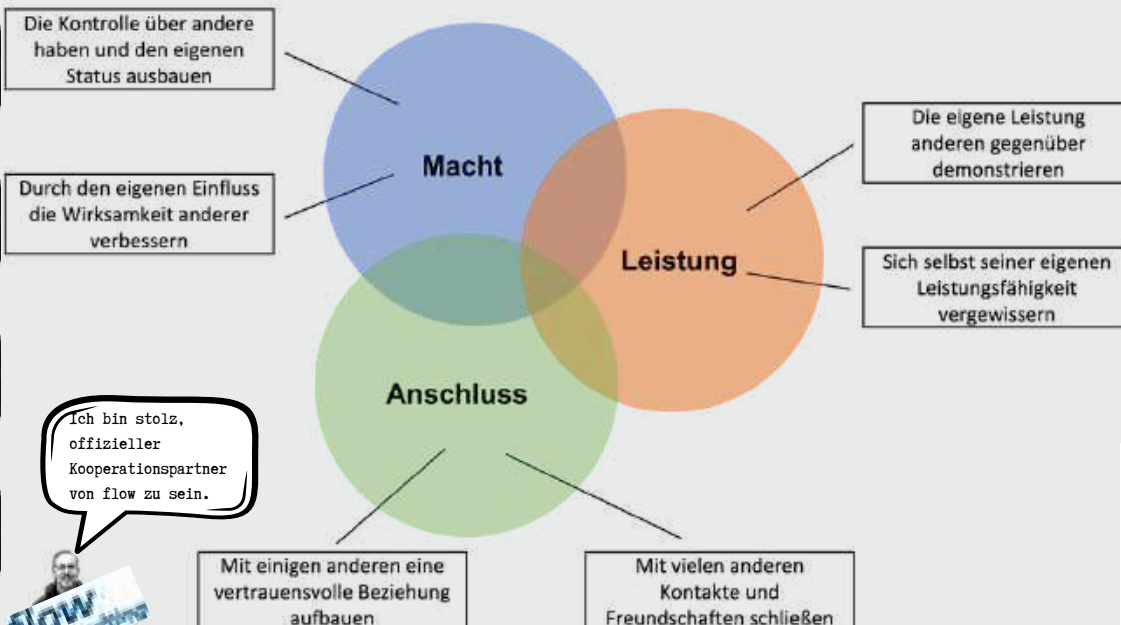 Die Kontrolle über andere
haben und den eigenen
Status ausbauen
Durch den eigenen Einfluss
die Wirksamkeit anderer
verbessern
Macht
Leistung
Anschluss
Die eigene Leistung
anderen gegenüber
demonstrieren
Sich selbst seiner eigenen
Leistungsfähigkeit
vergewissern
Ich bin stolz,
offizieller
Kooperationspartner
von flow zu sein.
flow
Mit einigen anderen eine
vertrauensvolle Beziehung
aufbauen
Mit vielen anderen
Kontakte und
Freundschaften schließen